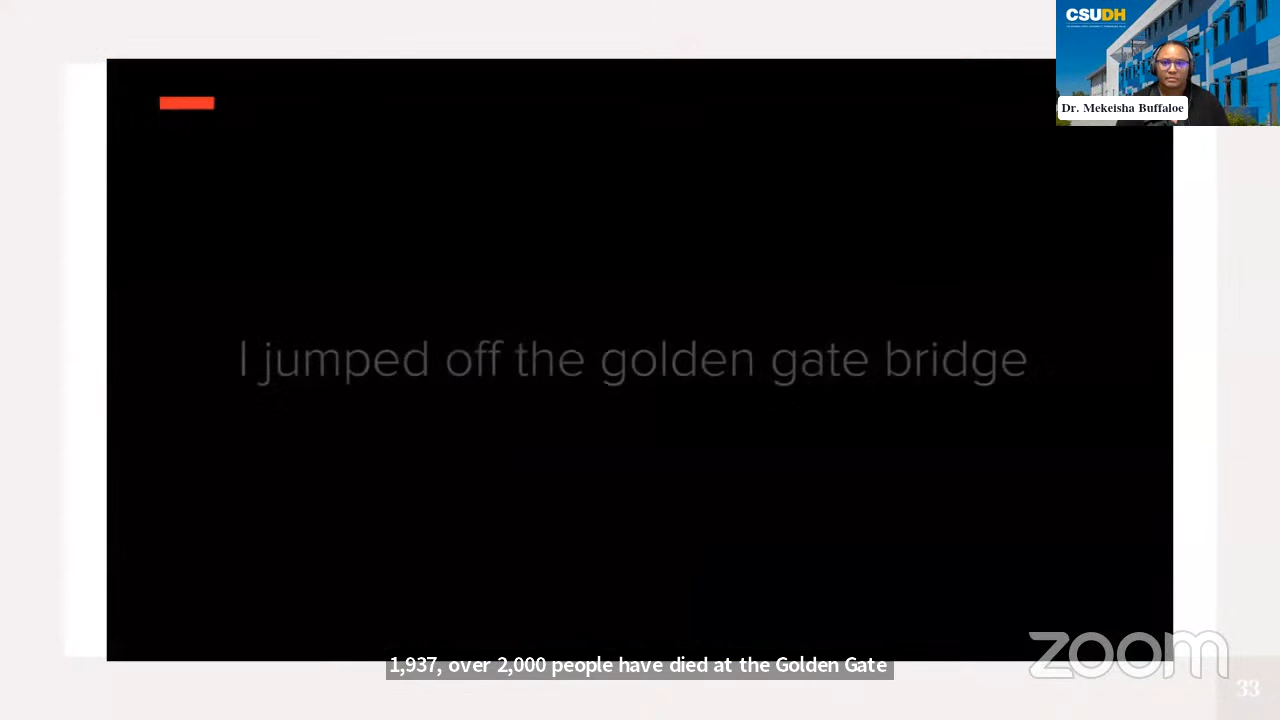 CSUDH
Dr. Mekeisha Buffaloe
I jumped off the golden gate bridge
1,937, over 2,000 people have died at the Golden Gate
zoom
33